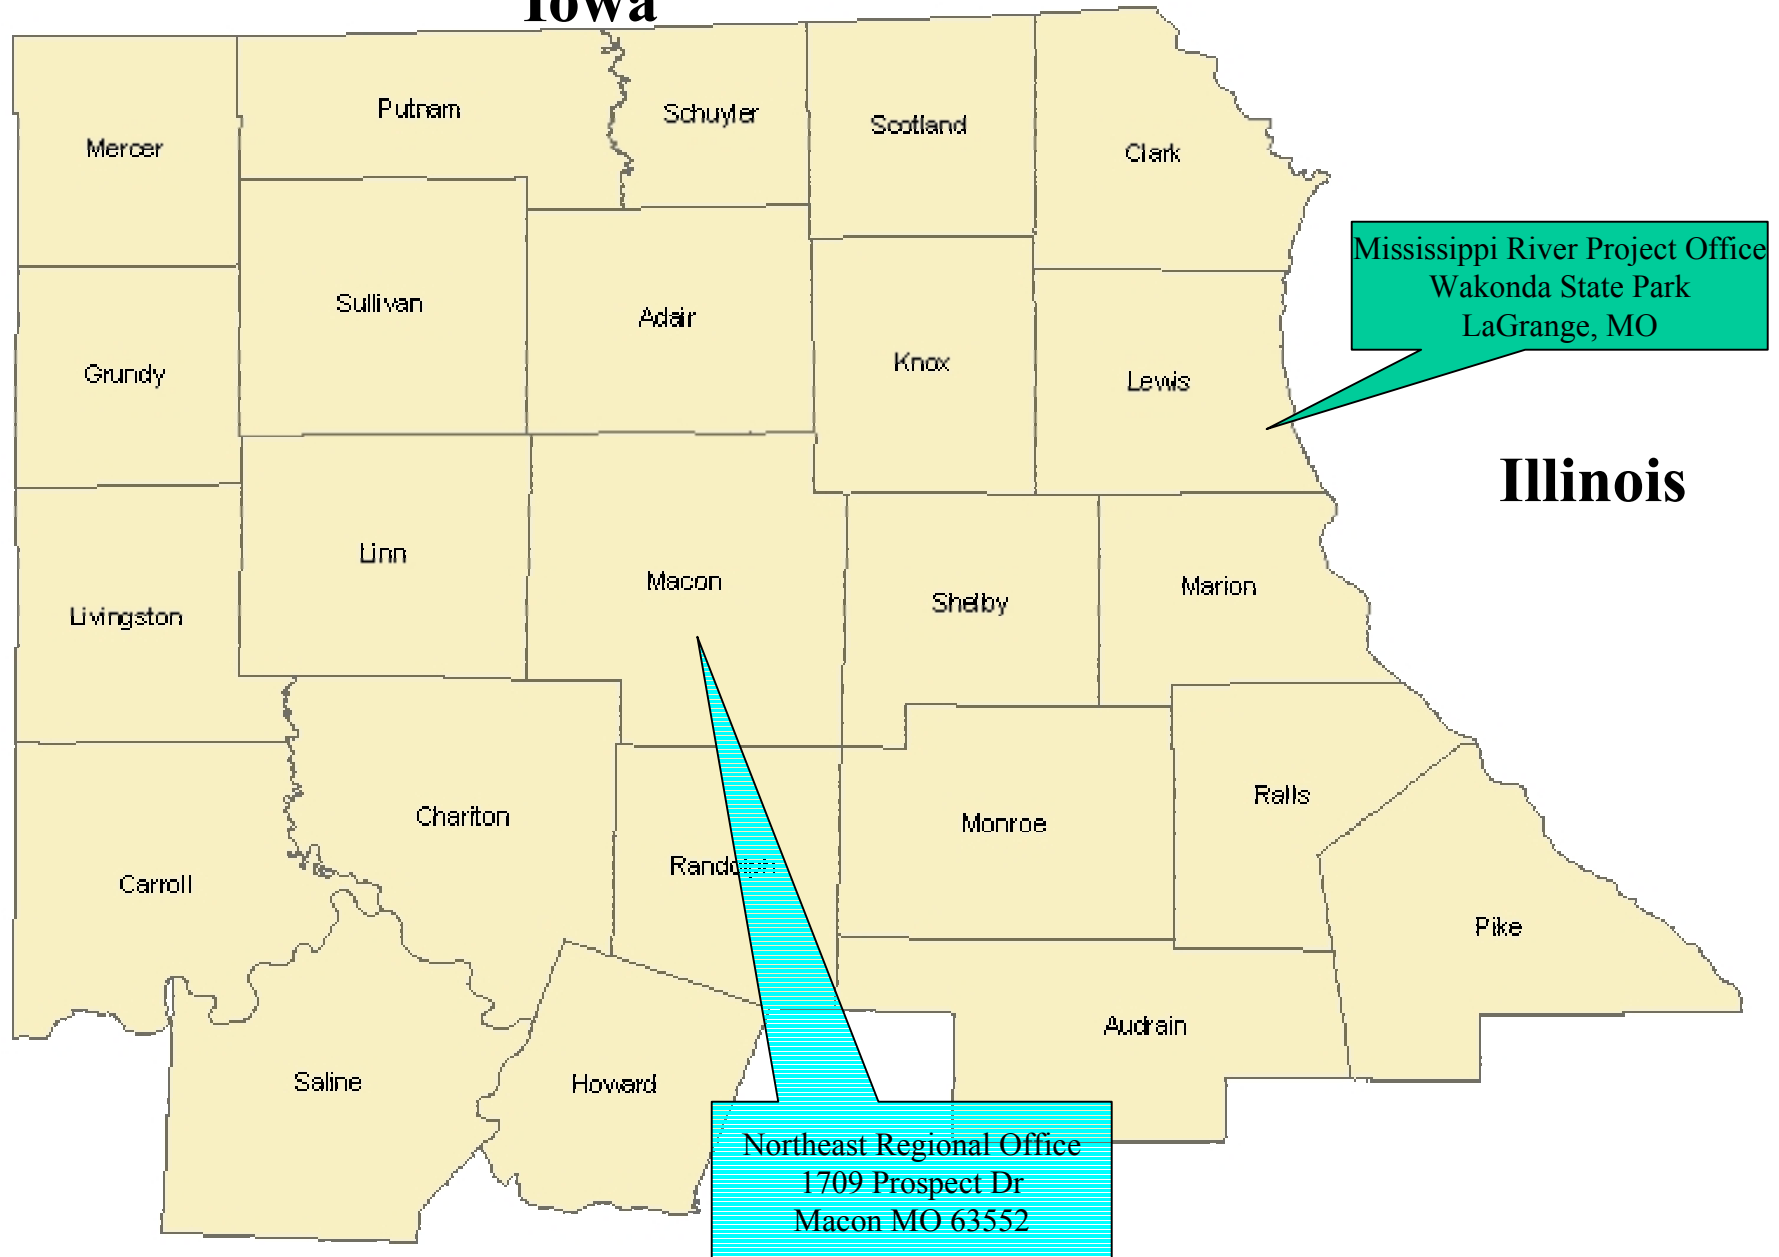 Iowa
Putnam
Schuyler
Scotland
Mercer
Clark
Mississippi River Project Office
Wakonda State Park
LaGrange, MO
Sullivan
Adair
Knox
Grundy
Lewis
Illinois
Linn
Macon
Shelby
Marion
Livingston
Ralls
Chariton
Monroe
Randolph
Carroll
Pike
Audrain
Saline
Howard
Northeast Regional Office
1709 Prospect Dr
Macon MO 63552